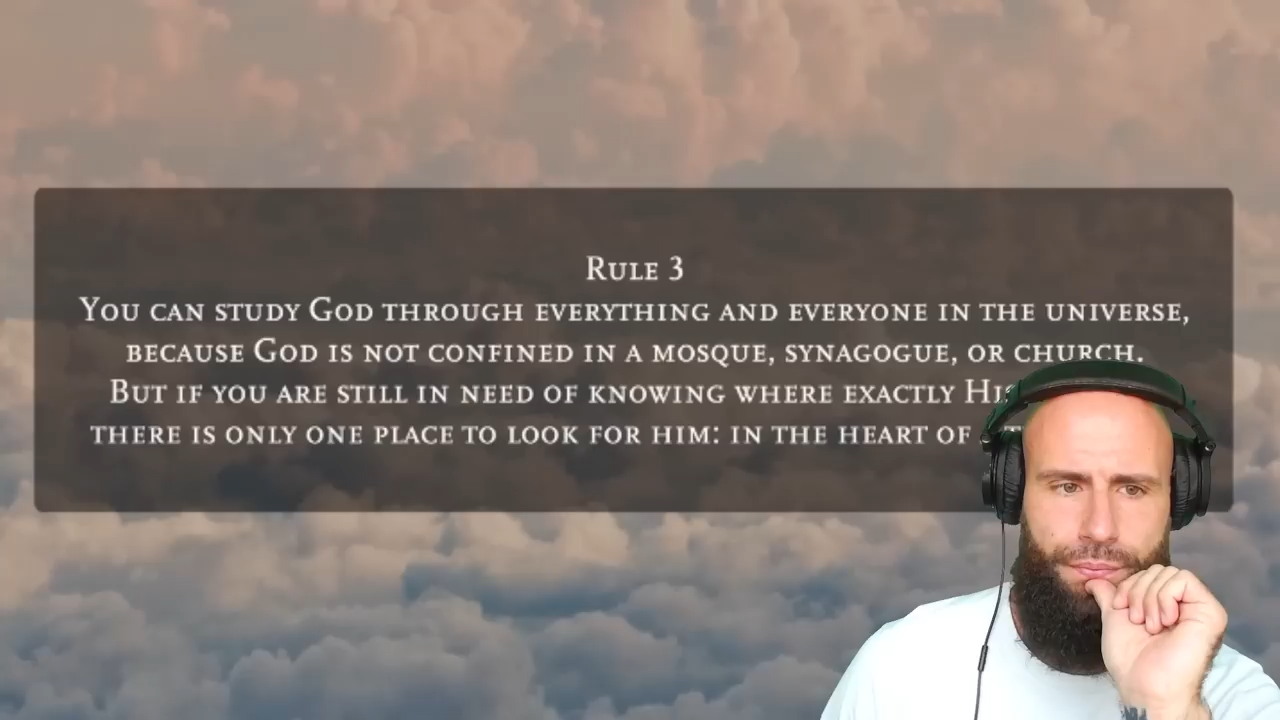 Rule 3
You can study God through everything and everyone in the universe,
because God is not confined in a mosque, synagogue, or church.
But if you are still in need of knowing where exactly His
there is only one place to look for him: in the heart of